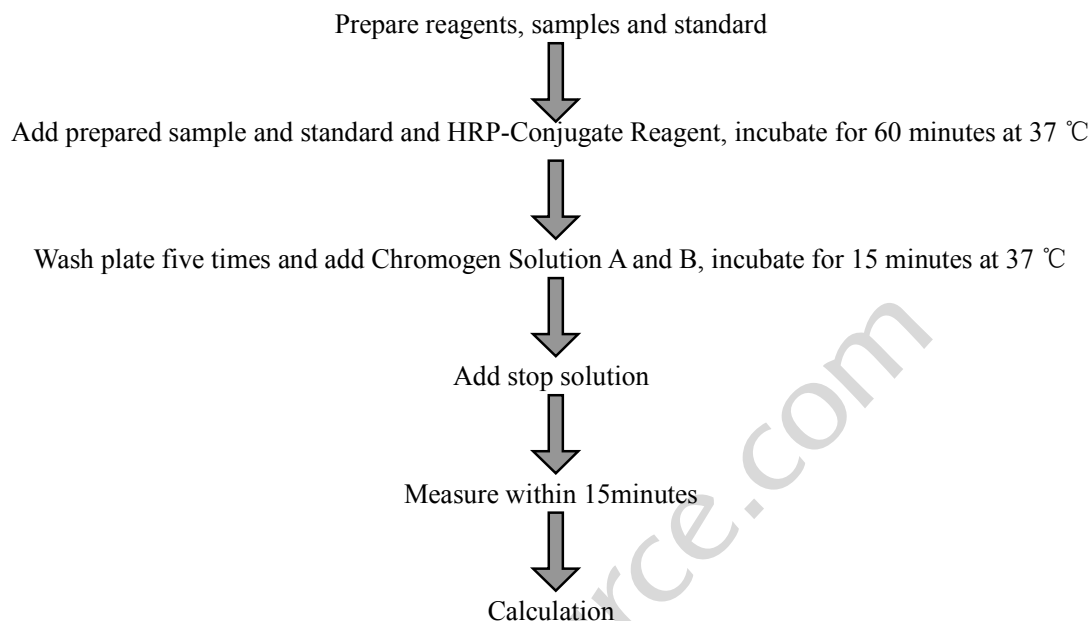 Prepare reagents, samples and standard
Add prepared sample and standard and HRP-Conjugate Reagent, incubate for 60 minutes at 37 ℃
Wash plate five times and add Chromogen Solution A and B, incubate for 15 minutes at 37 ℃
Add stop solution
Measure within 15minutes
Calculation
rce.com